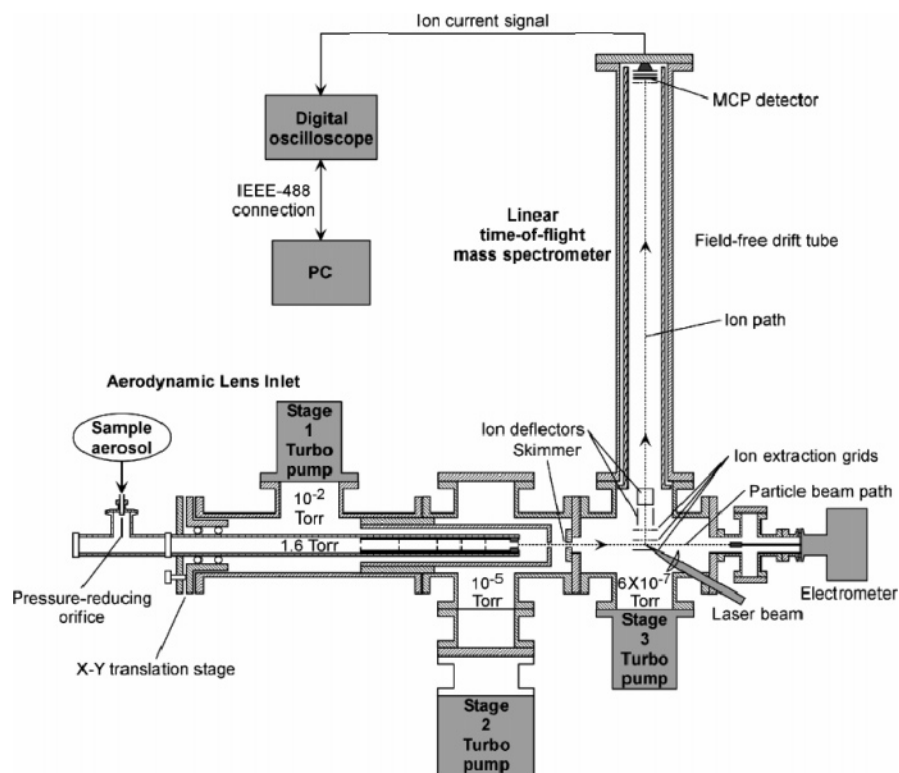 Ion current signal
MCP detector
Digital
oscilloscope
IEEE-488
connection
PC
Linear
time-of-flight
mass spectrometer
Field-free drift tube
Ion path
Aerodynamic Lens Inlet
Sample
aerosol
Stage
1
Turbo
pump
Ion deflectors
Skimmer
Ion extraction grids
Particle beam path
10-2
Torr
1.6 Torr
10-5
Torr
6X10-7
Torr
Pressure-reducing
orifice
X-Y translation stage
Laser beam
Electrometer
Stage
3
Turbo
pump
Stage
2
Turbo
pump